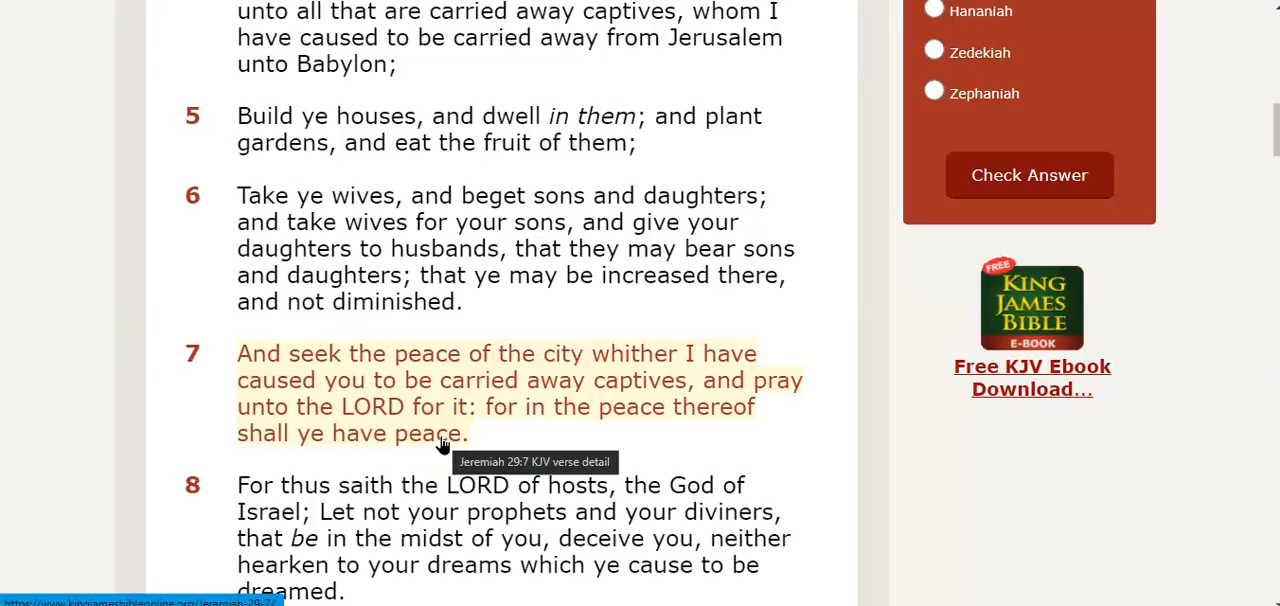 unto all that are carried away captives, whom I
have caused to be carried away from Jerusalem
unto Babylon;
5 Build ye houses, and dwell in them; and plant
gardens, and eat the fruit of them;
6 Take ye wives, and beget sons and daughters;
and take wives for your sons, and give your
daughters to husbands, that they may bear sons
and daughters; that ye may be increased there,
and not diminished.
7 And seek the peace of the city whither I have
caused you to be carried away captives, and pray
unto the LORD for it: for in the peace thereof
shall ye have peace.
Jeremiah 29:7 KJV verse detail
8 For thus saith the LORD of hosts, the God of
Israel; Let not your prophets and your diviners,
that be in the midst of you, deceive you, neither
hearken to your dreams which ye cause to be
dreamed.
https://www.kingjamesbibleonline.org/Jeremiah-29-7/
Hananiah
Zedekiah
Zephaniah
Check Answer
FREE
KING
JAMES
BIBLE
E-BOOK
Free KJV Ebook
Download...